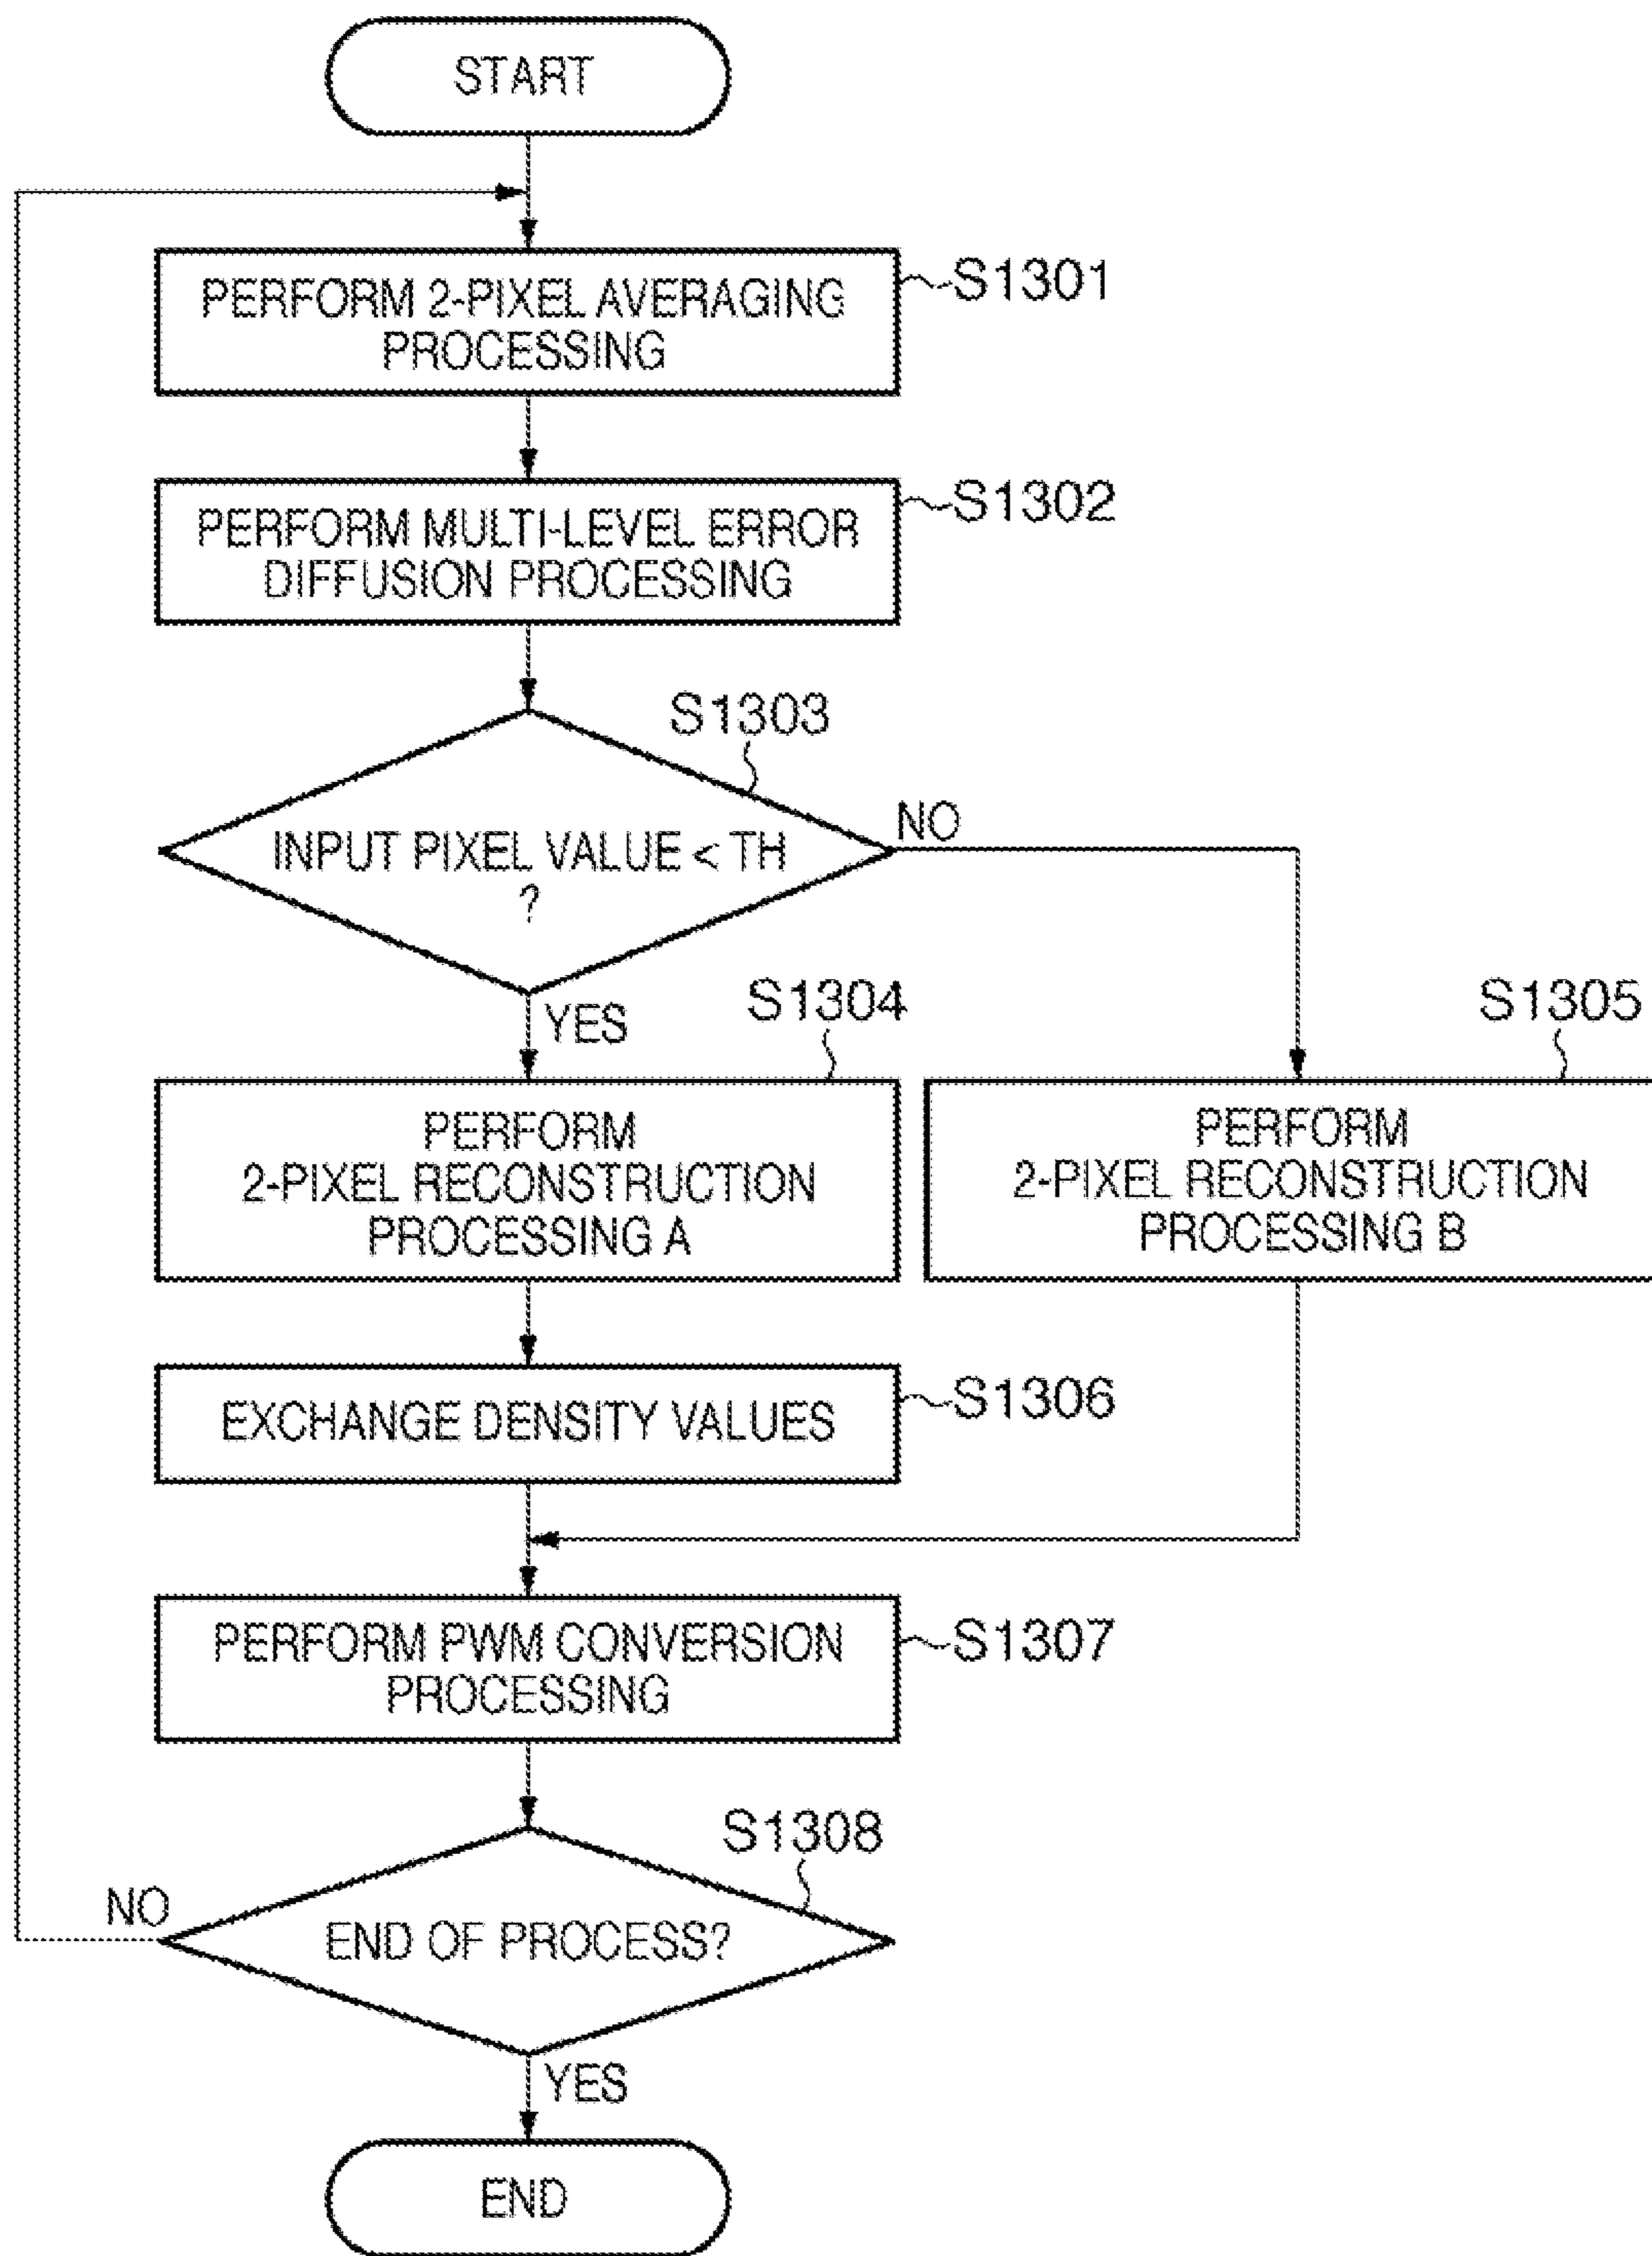 START
PERFORM 2-PIXEL AVERAGING
PROCESSING
S1301
PERFORM MULTI-LEVEL ERROR
DIFFUSION PROCESSING
S1302
S1303
INPUT PIXEL VALUE < TH
?
NO
YES
S1304
PERFORM
2-PIXEL RECONSTRUCTION
PROCESSING A
S1305
PERFORM
2-PIXEL RECONSTRUCTION
PROCESSING B
EXCHANGE DENSITY VALUES
S1306
PERFORM PWM CONVERSION
PROCESSING
S1307
S1308
END OF PROCESS?
NO
YES
END